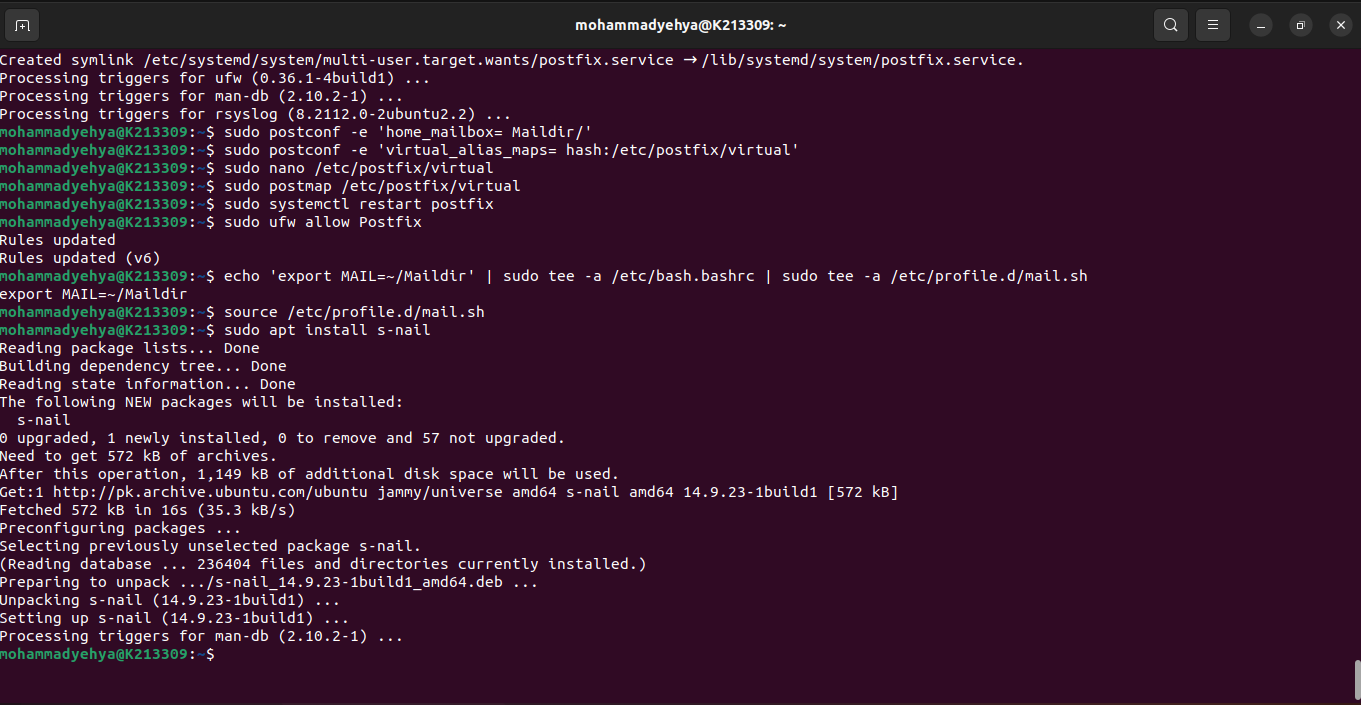 mohammadyehya@K213309: ~
Created symlink /etc/systemd/system/multi-user.target.wants/postfix.service → /lib/systemd/system/postfix.service.
Processing triggers for ufw (0.36.1-4build1) ...
Processing triggers for man-db (2.10.2-1) ...
Processing triggers for rsyslog (8.2112.0-2ubuntu2.2) ...
mohammadyehya@K213309:~$ sudo postconf -e 'home_mailbox= Maildir/'
mohammadyehya@K213309:~$ sudo postconf -e 'virtual_alias_maps= hash:/etc/postfix/virtual'
mohammadyehya@K213309:~$ sudo nano /etc/postfix/virtual
mohammadyehya@K213309:~$ sudo postmap /etc/postfix/virtual
mohammadyehya@K213309:~$ sudo systemctl restart postfix
mohammadyehya@K213309:~$ sudo ufw allow Postfix
Rules updated
Rules updated (v6)
mohammadyehya@K213309:~$ echo 'export MAIL=~/Maildir' | sudo tee -a /etc/bash.bashrc | sudo tee -a /etc/profile.d/mail.sh
export MAIL=~/Maildir
mohammadyehya@K213309:~$ source /etc/profile.d/mail.sh
mohammadyehya@K213309:~$ sudo apt install s-nail
Reading package lists... Done
Building dependency tree... Done
Reading state information... Done
The following NEW packages will be installed:
  s-nail
0 upgraded, 1 newly installed, 0 to remove and 57 not upgraded.
Need to get 572 kB of archives.
After this operation, 1,149 kB of additional disk space will be used.
Get:1 http://pk.archive.ubuntu.com/ubuntu jammy/universe amd64 s-nail amd64 14.9.23-1build1 [572 kB]
Fetched 572 kB in 16s (35.3 kB/s)
Preconfiguring packages ...
Selecting previously unselected package s-nail.
(Reading database ... 236404 files and directories currently installed.)
Preparing to unpack .../s-nail_14.9.23-1build1_amd64.deb ...
Unpacking s-nail (14.9.23-1build1) ...
Setting up s-nail (14.9.23-1build1) ...
Processing triggers for man-db (2.10.2-1) ...
mohammadyehya@K213309:~$